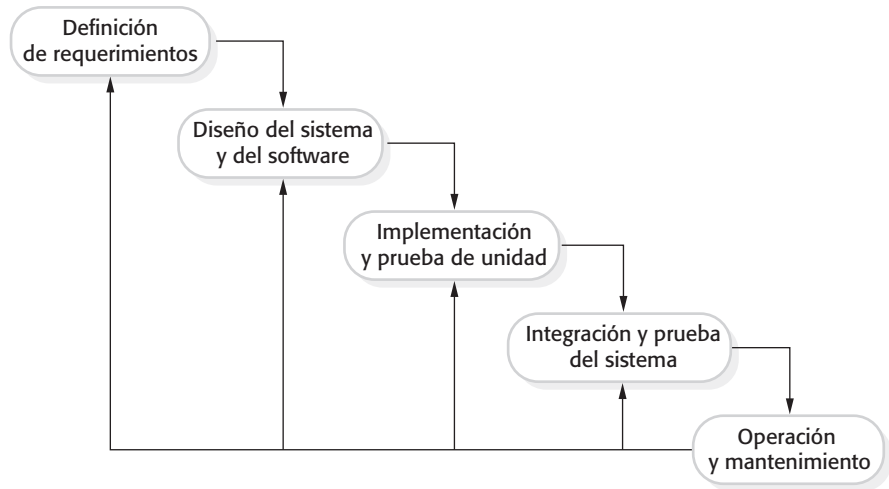 Definición
de requerimientos
Diseño del sistema
y del software
Implementación
y prueba de unidad
Integración y prueba
del sistema
Operación
y mantenimiento